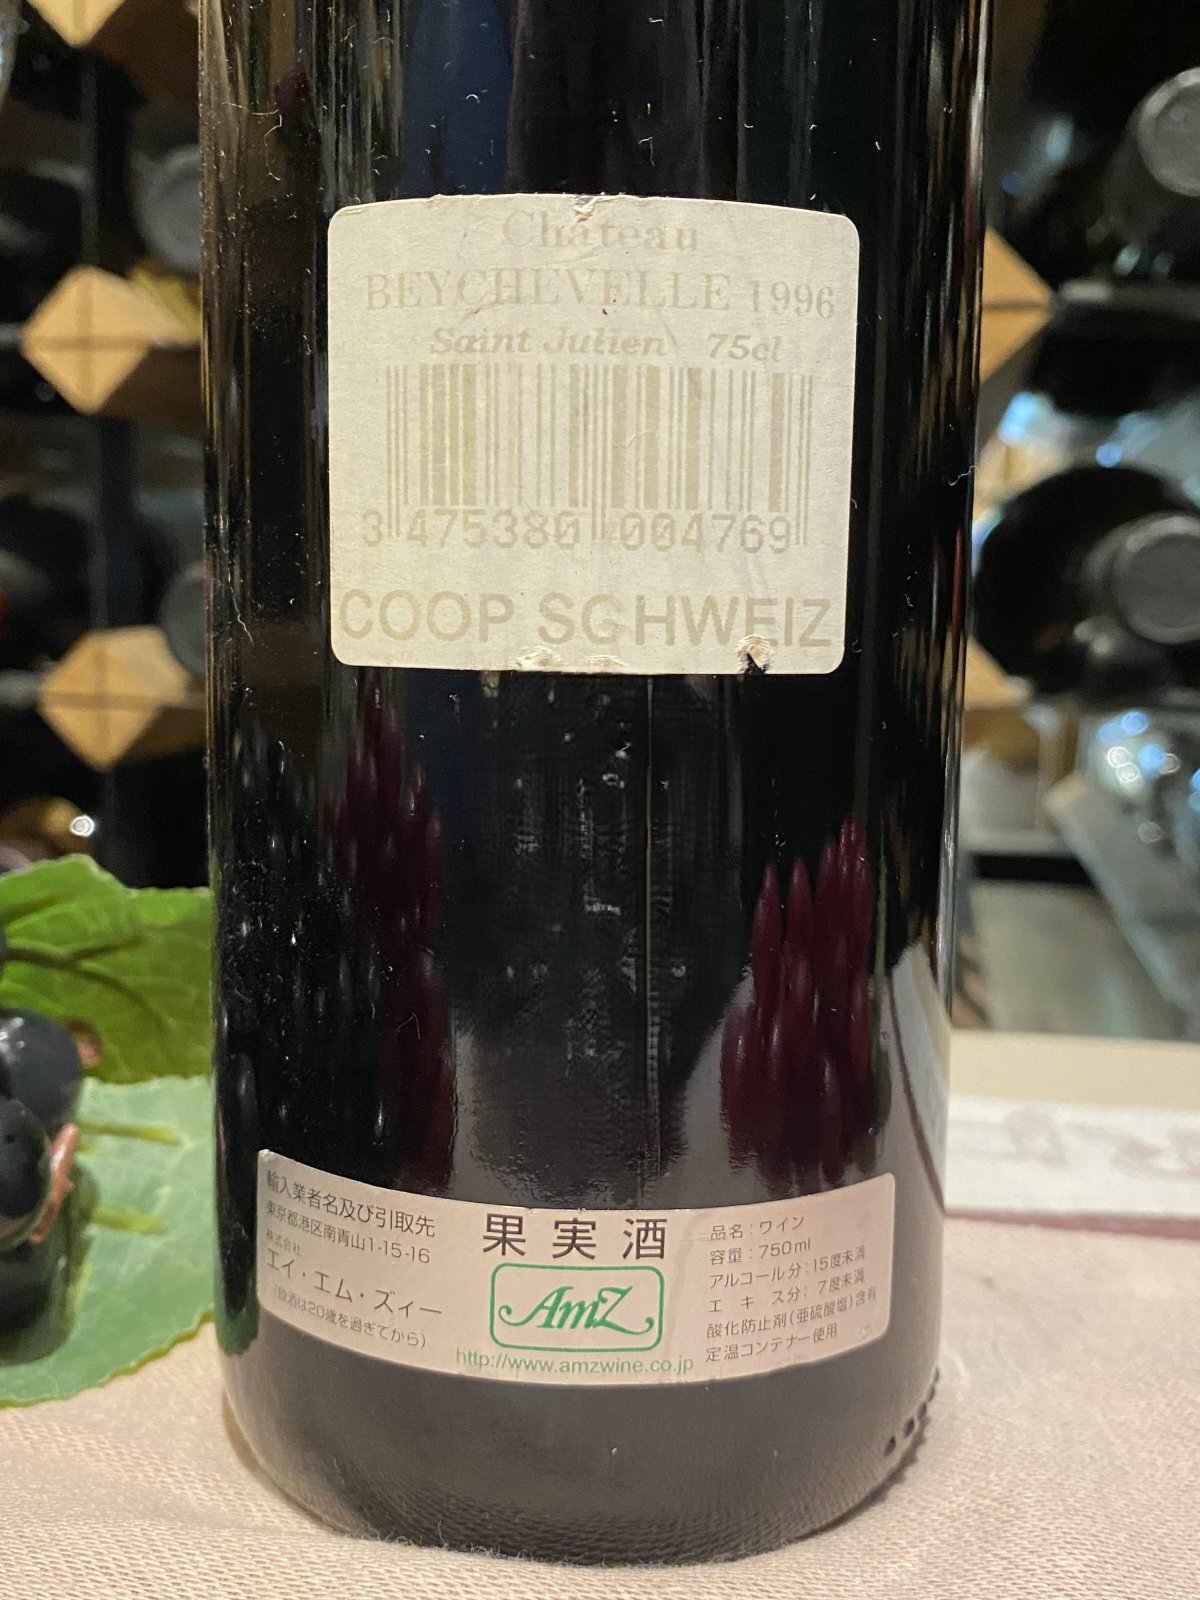 Château
BEYCHEVELLE 1996
Saint Julien 75cl
3 475380 004769
COOP SCHWEIZ
輸入業者名及び引取先
東京都港区南青山1-15-16
株式会社
エイ・エム・ズィー
(飲酒は20歳を過ぎてから)
果実酒
AmZ
http://www.amzwine.co.jp
品名:ワイン
容量:750ml
アルコール分:15度未満
エキス分:7度未満
酸化防止剤(亜硫酸塩)含有
定温コンテナー使用